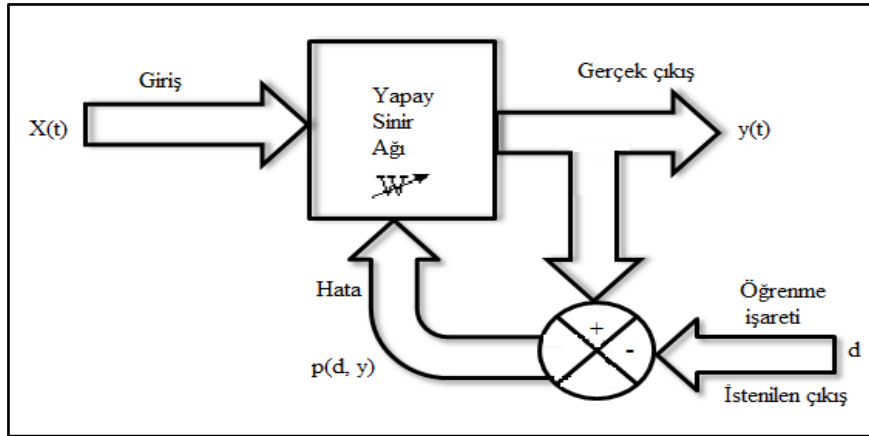 Giriş
X(t)
Yapay
Sinir
Ağı
W
Gerçek çıkış
y(t)
Hata
p(d, y)
+
-
Öğrenme
işareti
d
İstenilen çıkış